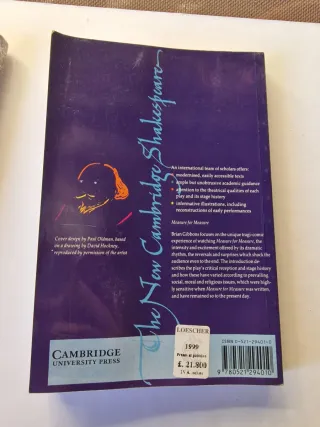 The New Cambridge Shakespeare
An international team of scholars offers:
modernized, easily accessible texts
ample but unobtrusive academic guidance
attention to the theatrical qualities of each
play and its stage history
informative illustrations, including
reconstructions of early performances
Measure for Measure
Brian Gibbons focuses on the unique tragi-comic
experience of watching Measure for Measure, the
intensity and excitement offered by its dramatic
rhythm, the reversals and surprises which shock the
audience even to the end. The introduction de-
scribes the play's critical reception and stage history
and how these have varied according to prevailing
social, moral and religious issues, which were high-
ly sensitive when Measure for Measure was written,
and have remained so to the present day.
Cover design by Paul Oldman, based
on a drawing by David Hockney,
reproduced by permission of the artist
CAMBRIDGE
UNIVERSITY PRESS
LOESCHER
1999
£. 21.800
ISBN 0-521-29401-0
9 780521 294010